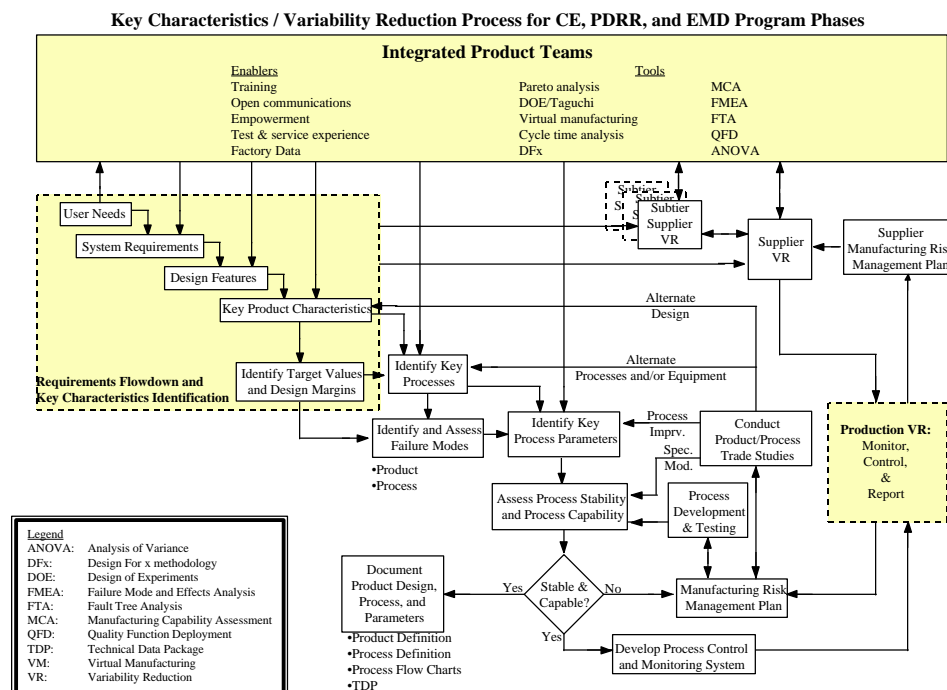 Key Characteristics / Variability Reduction Process for CE, PDRR, and EMD Program Phases
Integrated Product Teams
Enablers
Training
Open communications
Empowerment
Test & service experience
Factory Data
Tools
Pareto analysis
DOE/Taguchi
Virtual manufacturing
Cycle time analysis
DFx
MCA
FMEA
FTA
QFD
ANOVA
User Needs
System Requirements
Design Features
Key Product Characteristics
Identify Target Values
and Design Margins
Requirements Flowdown and
Key Characteristics Identification
Subtier
S
Subtier
S
Subtier
Supplier
VR
Supplier
VR
Supplier
Manufacturing Risk
Management Plan
Alternate
Design
Identify Key
Processes
Alternate
Processes and/or Equipment
Identify and Assess
Failure Modes
•Product
•Process
Identify Key
Process Parameters
Process
Imprv.
Spec.
Mod.
Conduct
Product/Process
Trade Studies
Production VR:
Monitor,
Control,
&
Report
Assess Process Stability
and Process Capability
Process
Development
& Testing
Document
Product Design,
Process, and
Parameters
•Product Definition
•Process Definition
•Process Flow Charts
•TDP
Yes
Stable &
Capable?
No
Yes
Manufacturing Risk
Management Plan
Develop Process Control
and Monitoring System
Legend
ANOVA: Analysis of Variance
DFx: Design For x methodology
DOE: Design of Experiments
FMEA: Failure Mode and Effects Analysis
FTA: Fault Tree Analysis
MCA: Manufacturing Capability Assessment
QFD: Quality Function Deployment
TDP: Technical Data Package
VM: Virtual Manufacturing
VR: Variability Reduction